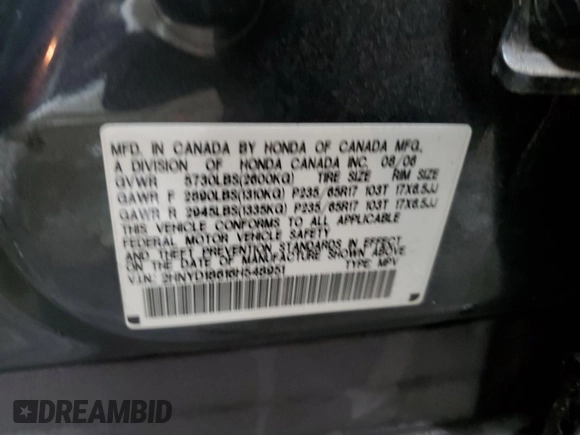 MFD. IN CANADA BY HONDA OF CANADA MFG.,
A DIVISION OF HONDA CANADA INC. 08/06
GVWR 5730LBS(2600KG) TIRE SIZE RIM SIZE
GAWR F 2890LBS(1310KG) P235/65R17 103T 17X6.5JJ
GAWR R 2945LBS(1335KG) P235/65R17 103T 17X6.5JJ
THIS VEHICLE CONFORMS TO ALL APPLICABLE
FEDERAL MOTOR VEHICLE SAFETY
AND THEFT PREVENTION STANDARDS IN EFFECT
ON THE DATE OF MANUFACTURE SHOWN ABOVE.
V.I.N. 2HNYD18616H548951 TYPE MPV
DREAMBID